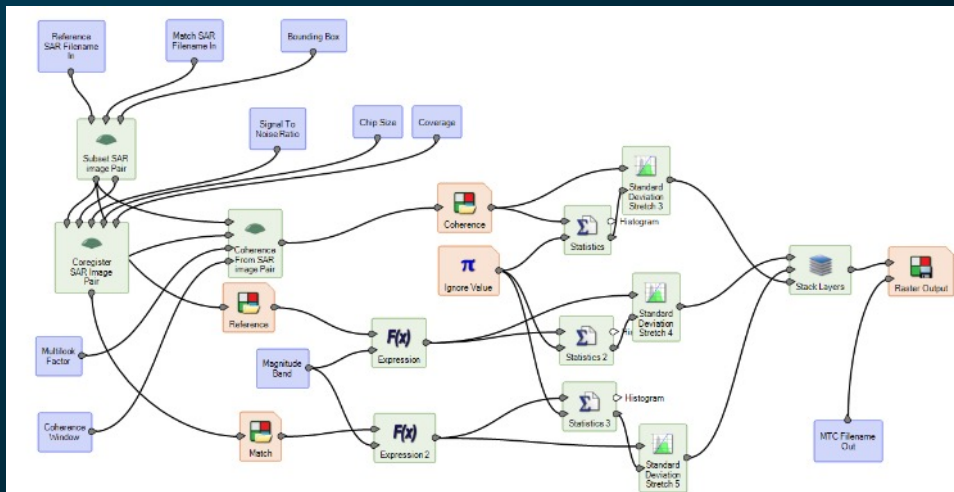 Reference
SAR Filename
In
Match SAR
Filename In
Bounding Box
Subset SAR
image Pair
Signal To
Noise Ratio
Chip Size
Coverage
Coregister
SAR Image
Pair
Coherence
From SAR
image Pair
Coherence
Σ
Statistics
Histogram
Standard
Deviation
Stretch 3
π
Ignore Value
Reference
F(x)
Expression
Σ
Statistics 2
Standard
Deviation
Stretch 4
Stack Layers
Raster Output
Multilook
Factor
Magnitude
Band
Σ
Statistics 3
Histogram
Coherence
Window
Match
F(x)
Expression 2
Standard
Deviation
Stretch 5
MTC Filename
Out